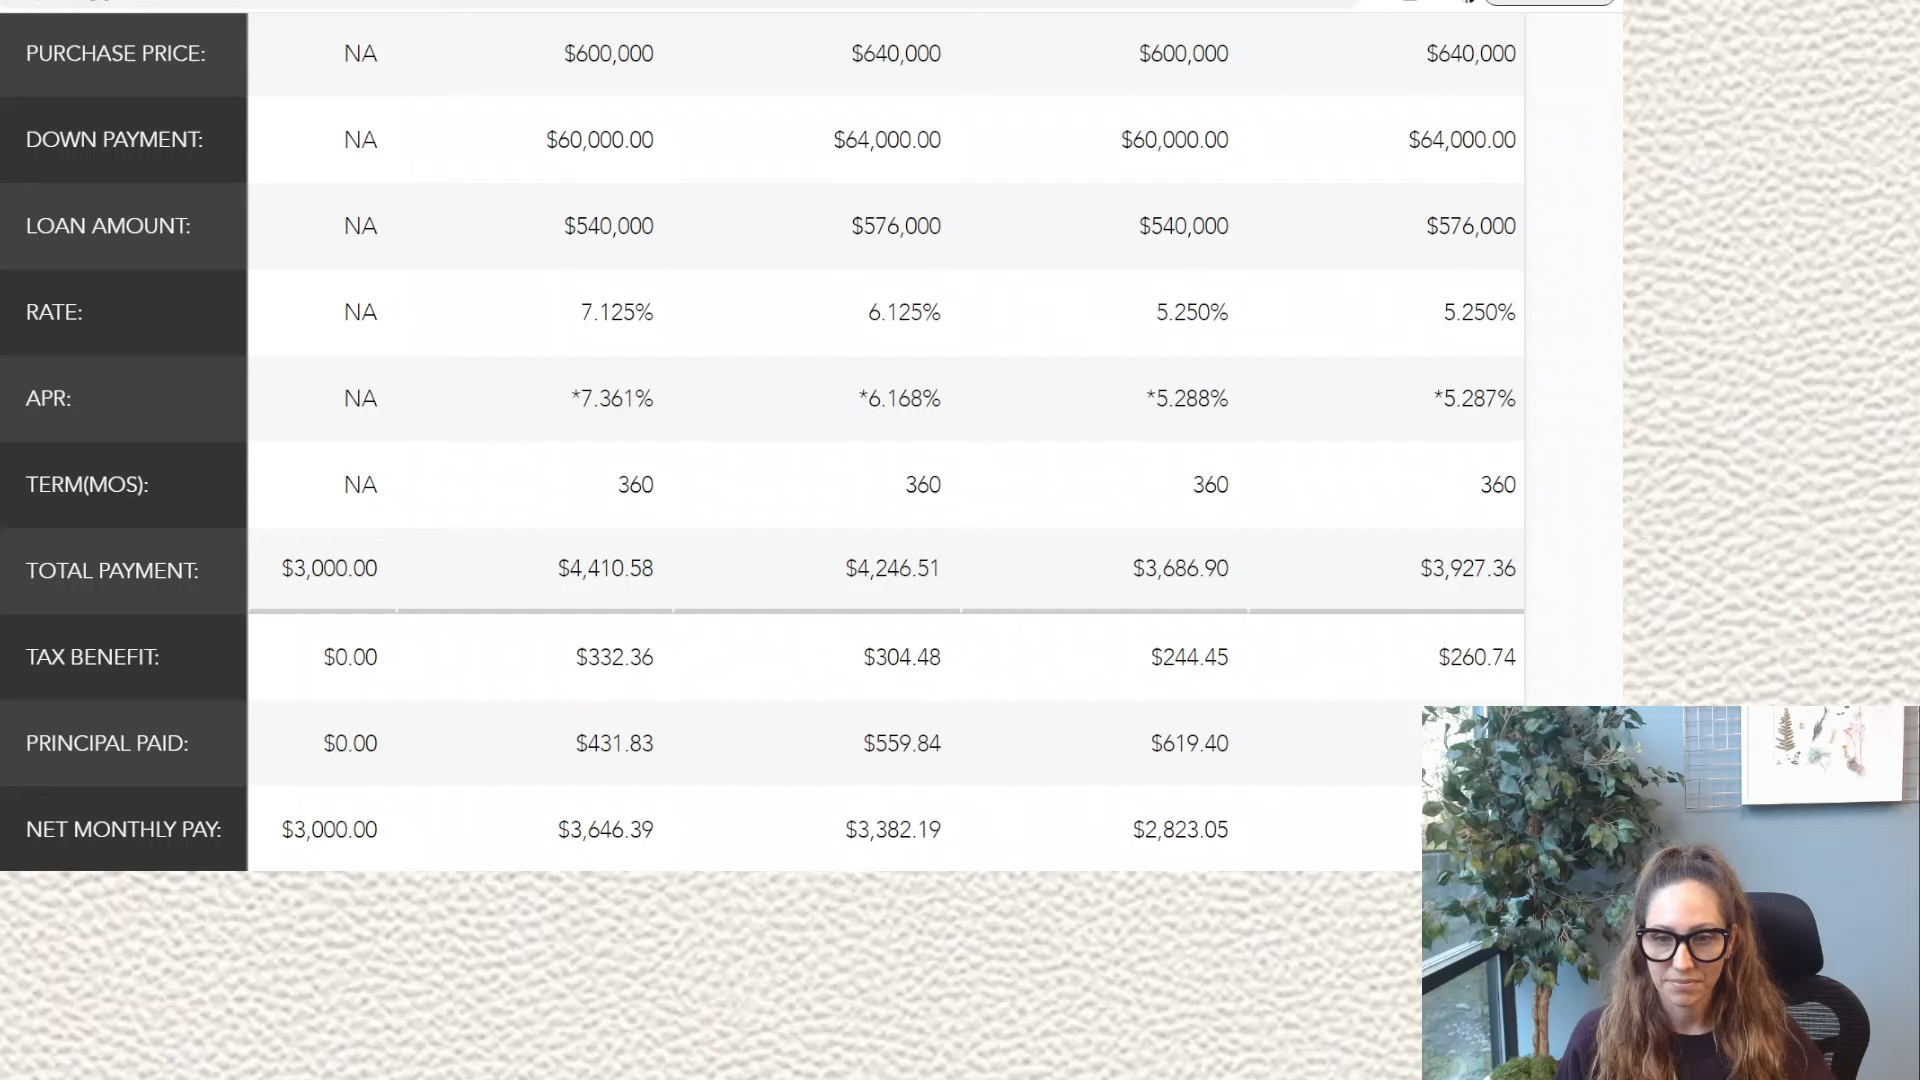 PURCHASE PRICE: NA $600,000 $640,000 $600,000 $640,000
DOWN PAYMENT: NA $60,000.00 $64,000.00 $60,000.00 $64,000.00
LOAN AMOUNT: NA $540,000 $576,000 $540,000 $576,000
RATE: NA 7.125% 6.125% 5.250% 5.250%
APR: NA *7.361% *6.168% *5.288% *5.287%
TERM(MOS): NA 360 360 360 360
TOTAL PAYMENT: $3,000.00 $4,410.58 $4,246.51 $3,686.90 $3,927.36
TAX BENEFIT: $0.00 $332.36 $304.48 $244.45 $260.74
PRINCIPAL PAID: $0.00 $431.83 $559.84 $619.40
NET MONTHLY PAY: $3,000.00 $3,646.39 $3,382.19 $2,823.05